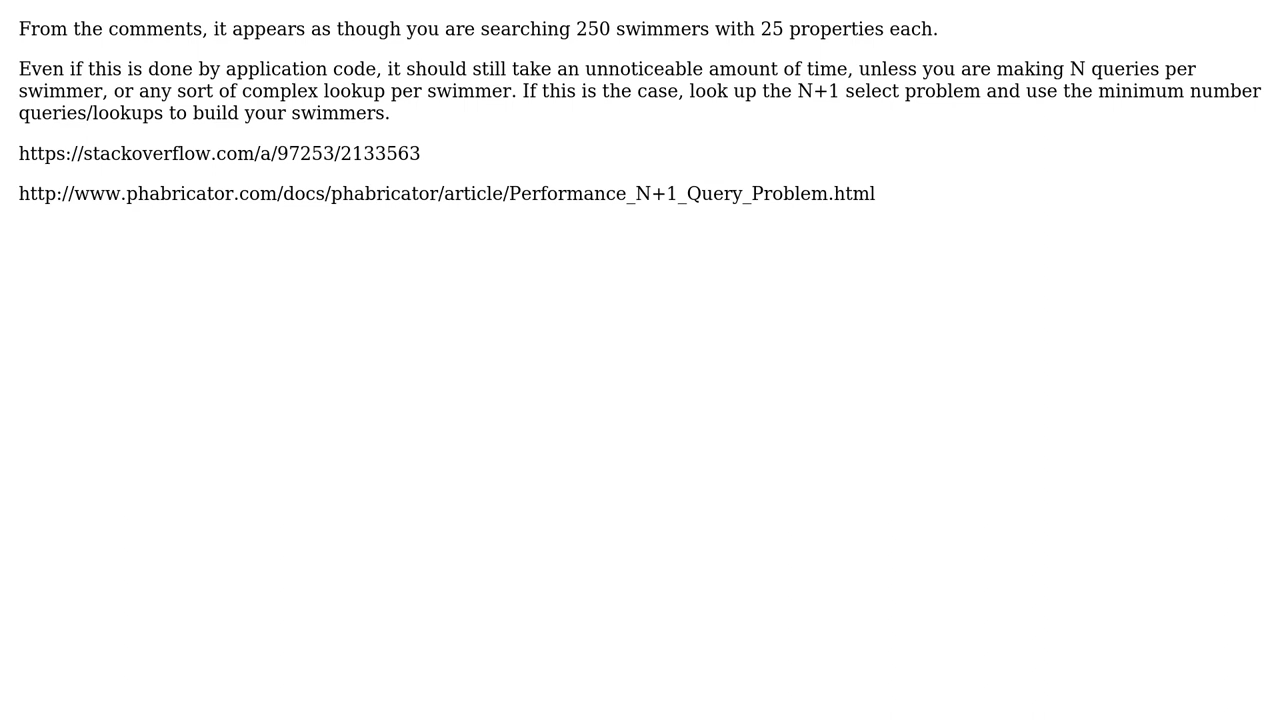 From the comments, it appears as though you are searching 250 swimmers with 25 properties each.
Even if this is done by application code, it should still take an unnoticeable amount of time, unless you are making N queries per
swimmer, or any sort of complex lookup per swimmer. If this is the case, look up the N+1 select problem and use the minimum number
queries/lookups to build your swimmers.
https://stackoverflow.com/a/97253/2133563
http://www.phabricator.com/docs/phabricator/article/Performance_N+1_Query_Problem.html